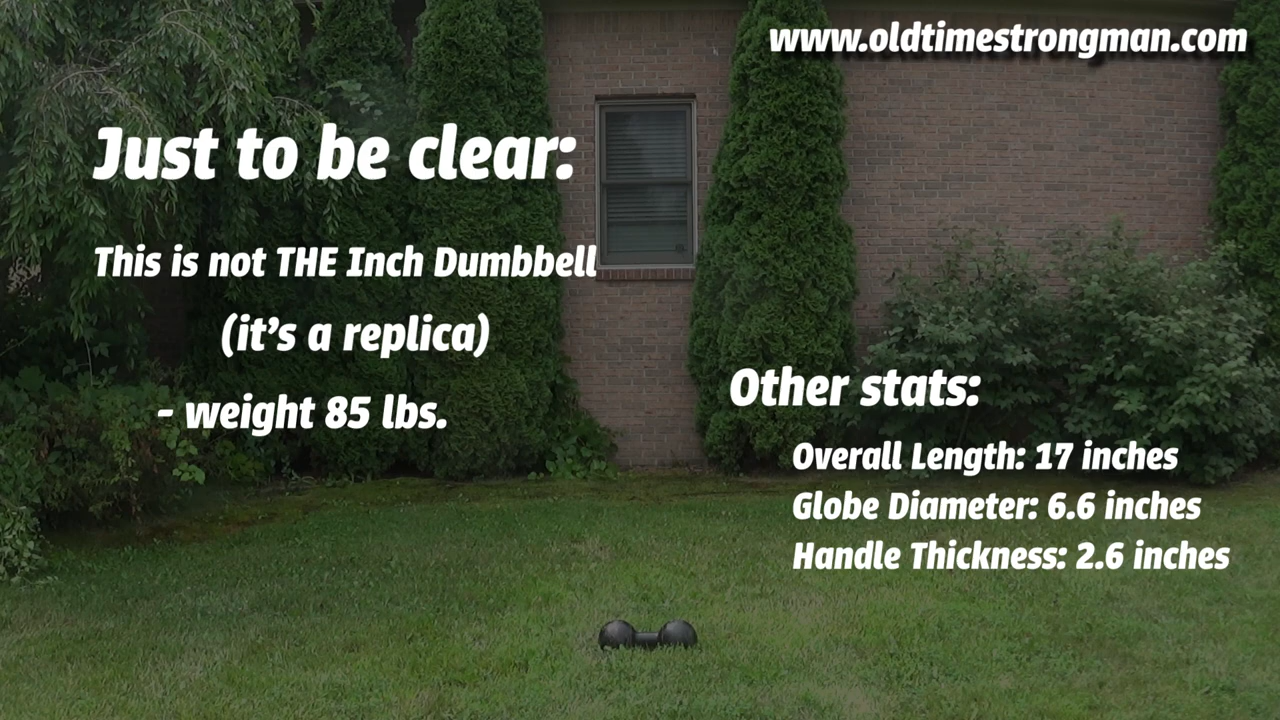 www.oldtimestrongman.com
Just to be clear:
This is not THE Inch Dumbbell
(it's a replica)
- weight 85 lbs.
Other stats:
Overall Length: 17 inches
Globe Diameter: 6.6 inches
Handle Thickness: 2.6 inches